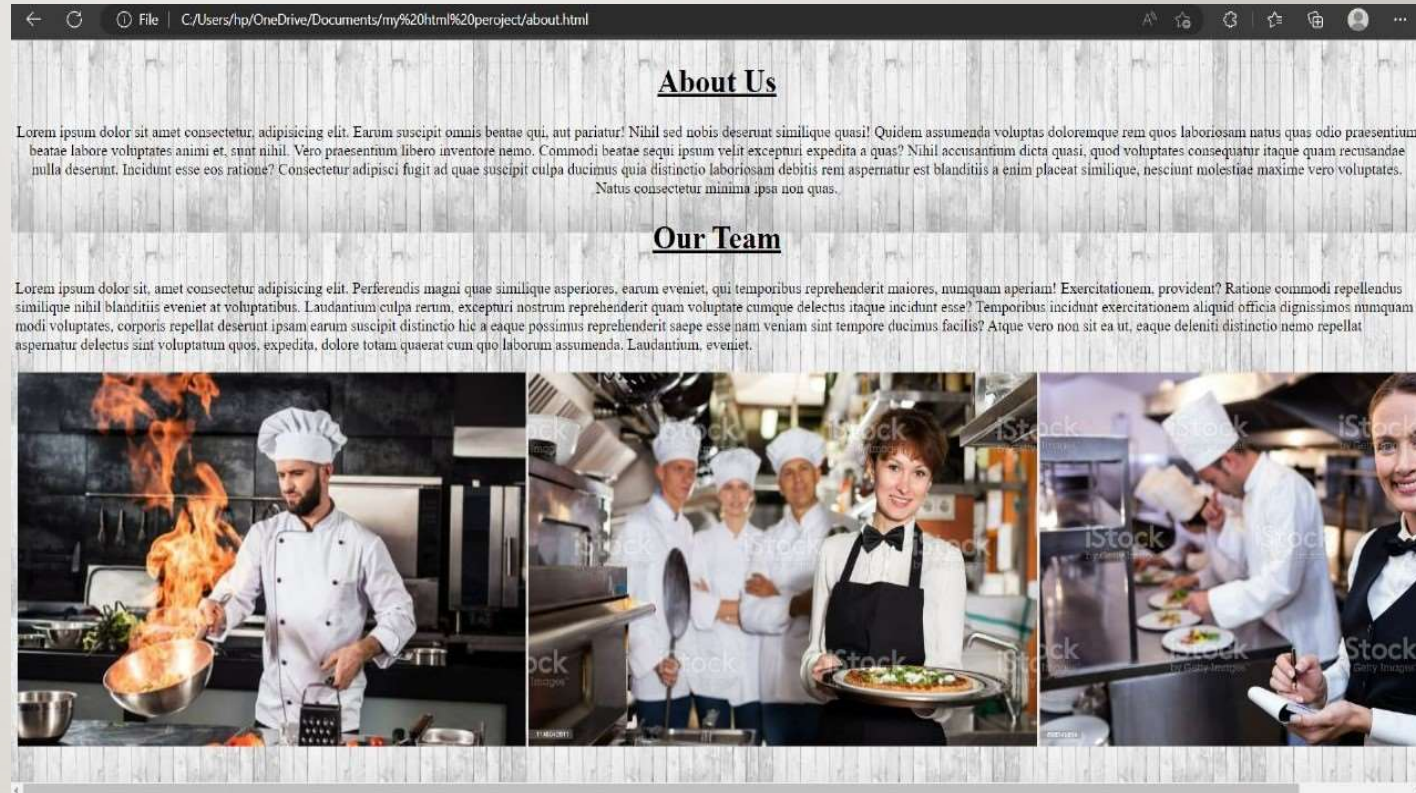 File
C:/Users/hp/OneDrive/Documents/my%20html%20peroject/about.html
About Us
Lorem ipsum dolor sit amet consectetur, adipisicing elit. Earum suscipit omnis beatae qui, aut pariatur! Nihil sed nobis deserunt similique quasi! Quidem assumenda voluptas doloremque rem quos laboriosam natus quas odio praesentium
beatae labore voluptates animi et, sunt nihil. Vero praesentium libero inventore nemo. Commodi beatae sequi ipsum velit excepturi expedita a quas? Nihil accusantium dicta quasi, quod voluptates consequatur itaque quam recusandae
nulla deserunt. Incidunt esse eos ratione? Consectetur adipisci fugit ad quae suscipit culpa ducimus quia distinctio laboriosam debitis rem aspernatur est blanditiis a enim placeat similique, nesciunt molestiae maxime vero voluptates.
Natus consectetur minima ipsa non quas.
Our Team
Lorem ipsum dolor sit, amet consectetur adipisicing elit. Perferendis magni quae similique asperiores, earum eveniet, qui temporibus reprehenderit maiores, numquam aperiam! Exercitationem, provident? Ratione commodi repellendus
similique nihil blanditiis eveniet at voluptatibus. Laudantium culpa rerum, excepturi nostrum reprehenderit quam voluptate cumque delectus itaque incidunt esse? Temporibus incidunt exercitationem aliquid officia dignissimos numquam
modi voluptates, corporis repellat deserunt ipsam earum suscipit distinctio hic a eaque possimus reprehenderit saepe esse nam veniam sint tempore ducimus facilis? Atque vero non sit ea ut, eaque deleniti distinctio nemo repellat
aspernatur delectus sint voluptatum quos, expedita, dolore totam quaerat cum quo laborum assumenda. Laudantium, eveniet.
iStock
by Getty Images